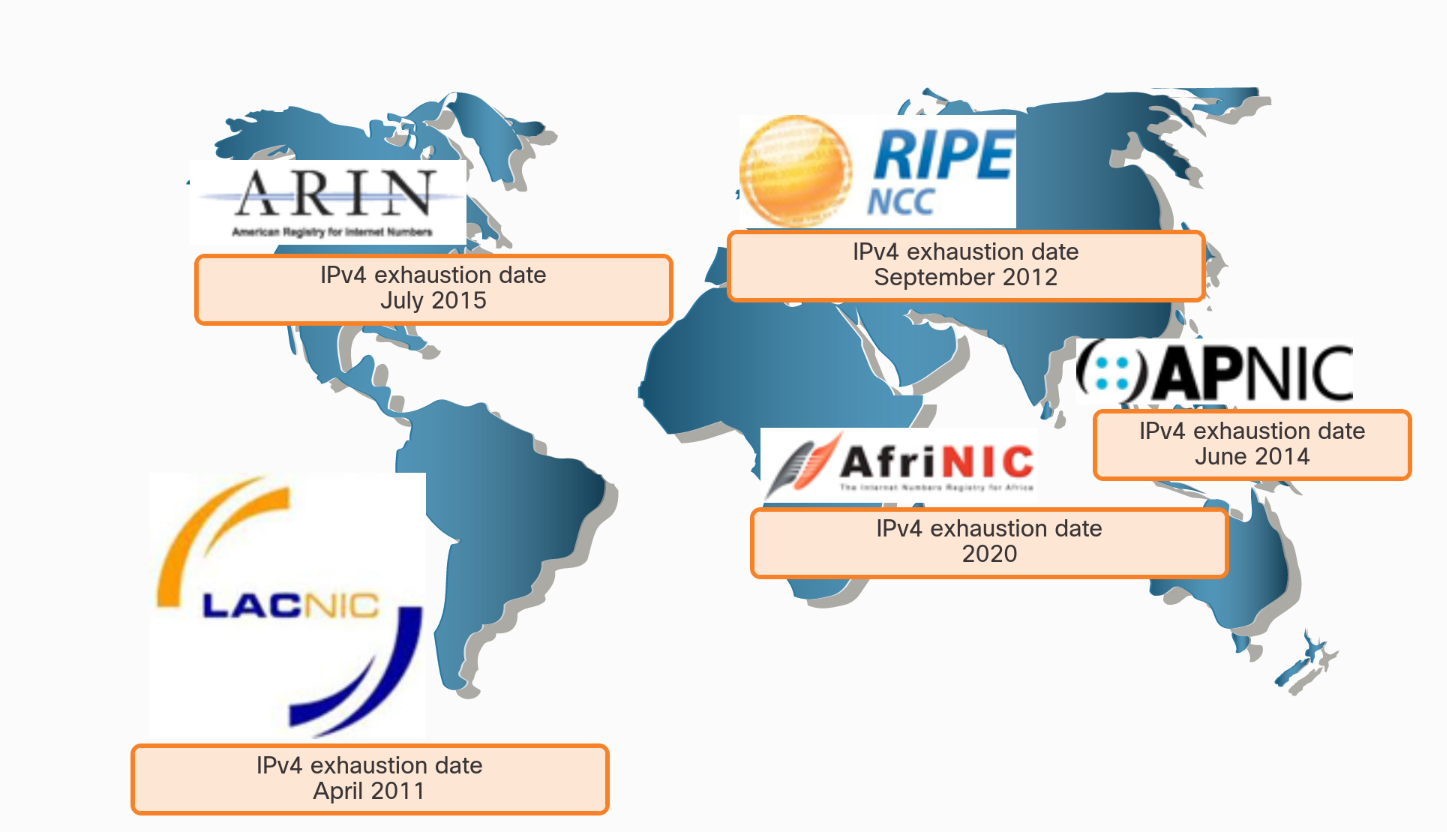 ARIN
American Registry for Internet Numbers
IPv4 exhaustion date
July 2015
RIPE
NCC
IPv4 exhaustion date
September 2012
APNIC
IPv4 exhaustion date
June 2014
AfriNIC
The Internet Numbers Registry for Africa
IPv4 exhaustion date
2020
LACNIC
IPv4 exhaustion date
April 2011